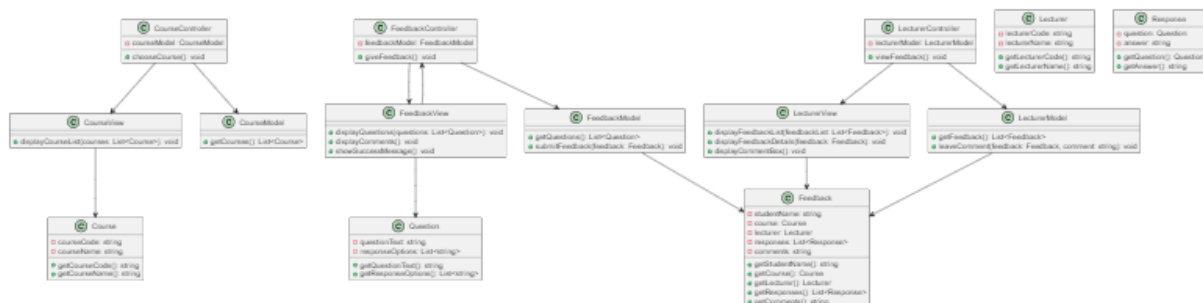 CourseController
courseModel: CourseModel
chooseCourse(): void
FeedbackController
feedbackModel: FeedbackModel
giveFeedback(): void
LecturerController
lecturerModel: LecturerModel
viewFeedback(): void
Lecturer
lecturerCode: string
lecturerName: string
getLecturerCode(): string
getLecturerName(): string
Response
question: Question
answer: string
getQuestion(): Question
getAnswer(): string
CourseView
displayCourseList(courses: List<Course>): void
CourseModel
getCourses(): List<Course>
FeedbackView
displayQuestions(questions: List<Question>): void
displayComments(): void
showSuccessMessage(): void
FeedbackModel
getQuestions(): List<Question>
submitFeedback(feedback: Feedback): void
LecturerView
displayFeedbackList(feedbackList: List<Feedback>): void
displayFeedbackDetails(feedback: Feedback): void
displayCommentBox(): void
LecturerModel
getFeedback(): List<Feedback>
leaveComment(feedback: Feedback, comment: string): void
Course
courseCode: string
courseName: string
getCourseCode(): string
getCourseName(): string
Question
questionText: string
responseOptions: List<string>
getQuestionText(): string
getResponseOptions(): List<string>
Feedback
studentName: string
course: Course
lecturer: Lecturer
responses: List<Response>
comments: string
getStudentName(): string
getCourse(): Course
getLecturer(): Lecturer
getResponses(): List<Response>
getComments(): string